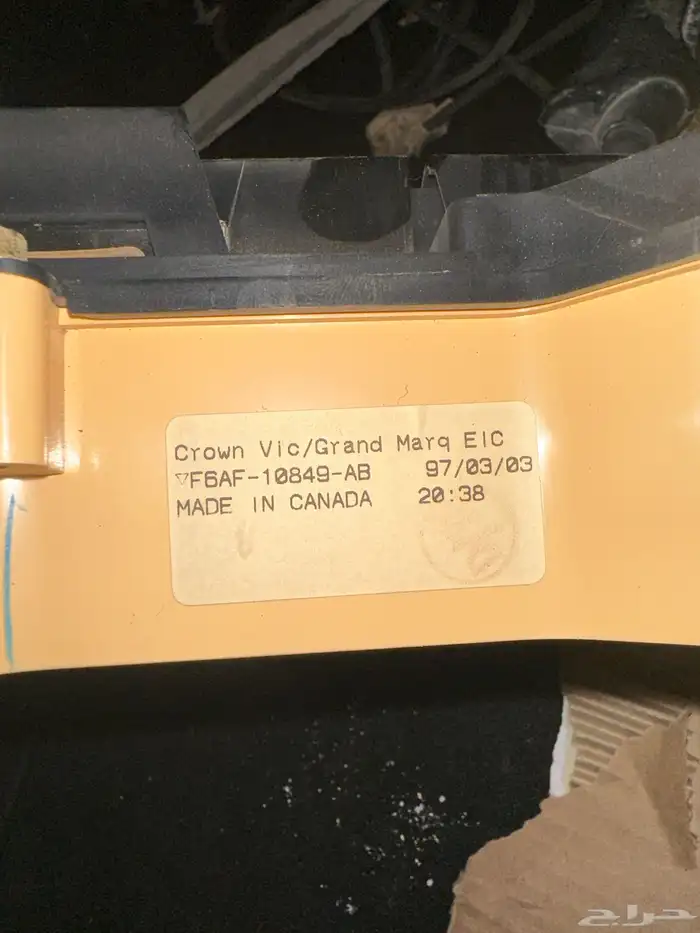 Crown Vic/Grand Marq EIC
▽F6AF-10849-AB 97/03/03
MADE IN CANADA 20:38
حراج